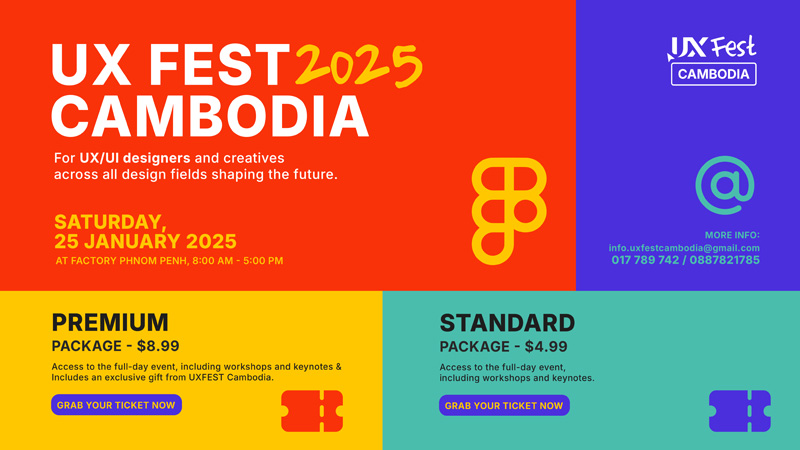 UX FEST 2025
CAMBODIA
For UX/UI designers and creatives
across all design fields shaping the future.
SATURDAY,
25 JANUARY 2025
AT FACTORY PHNOM PENH, 8:00 AM - 5:00 PM
UX Fest
CAMBODIA
@
MORE INFO:
info.uxfestcambodia@gmail.com
017 789 742 / 0887821785
PREMIUM
PACKAGE - $8.99
Access to the full-day event, including workshops and keynotes &
Includes an exclusive gift from UXFEST Cambodia.
GRAB YOUR TICKET NOW
STANDARD
PACKAGE - $4.99
Access to the full-day event,
including workshops and keynotes.
GRAB YOUR TICKET NOW